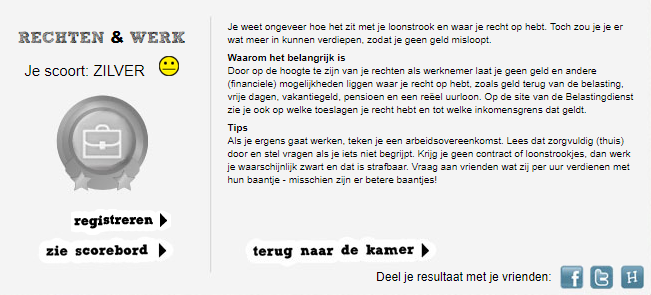 RECHTEN & WERK
Je scoort: ZILVER
registreren
zie scorebord
Je weet ongeveer hoe het zit met je loonstrook en waar je recht op hebt. Toch zou je je er
wat meer in kunnen verdiepen, zodat je geen geld misloopt.
Waarom het belangrijk is
Door op de hoogte te zijn van je rechten als werknemer laat je geen geld en andere
(financiele) mogelijkheden liggen waar je recht op hebt, zoals geld terug van de belasting,
vrije dagen, vakantiegeld, pensioen en een reëel uurloon. Op de site van de Belastingdienst
zie je ook op welke toeslagen je recht hebt en tot welke inkomensgrens dat geldt.
Tips
Als je ergens gaat werken, teken je een arbeidsovereenkomst. Lees dat zorgvuldig (thuis)
door en stel vragen als je iets niet begrijpt. Krijg je geen contract of loonstrookjes, dan werk
je waarschijnlijk zwart en dat is strafbaar. Vraag aan vrienden wat zij per uur verdienen met
hun baantje - misschien zijn er betere baantjes!
terug naar de kamer
Deel je resultaat met je vrienden: